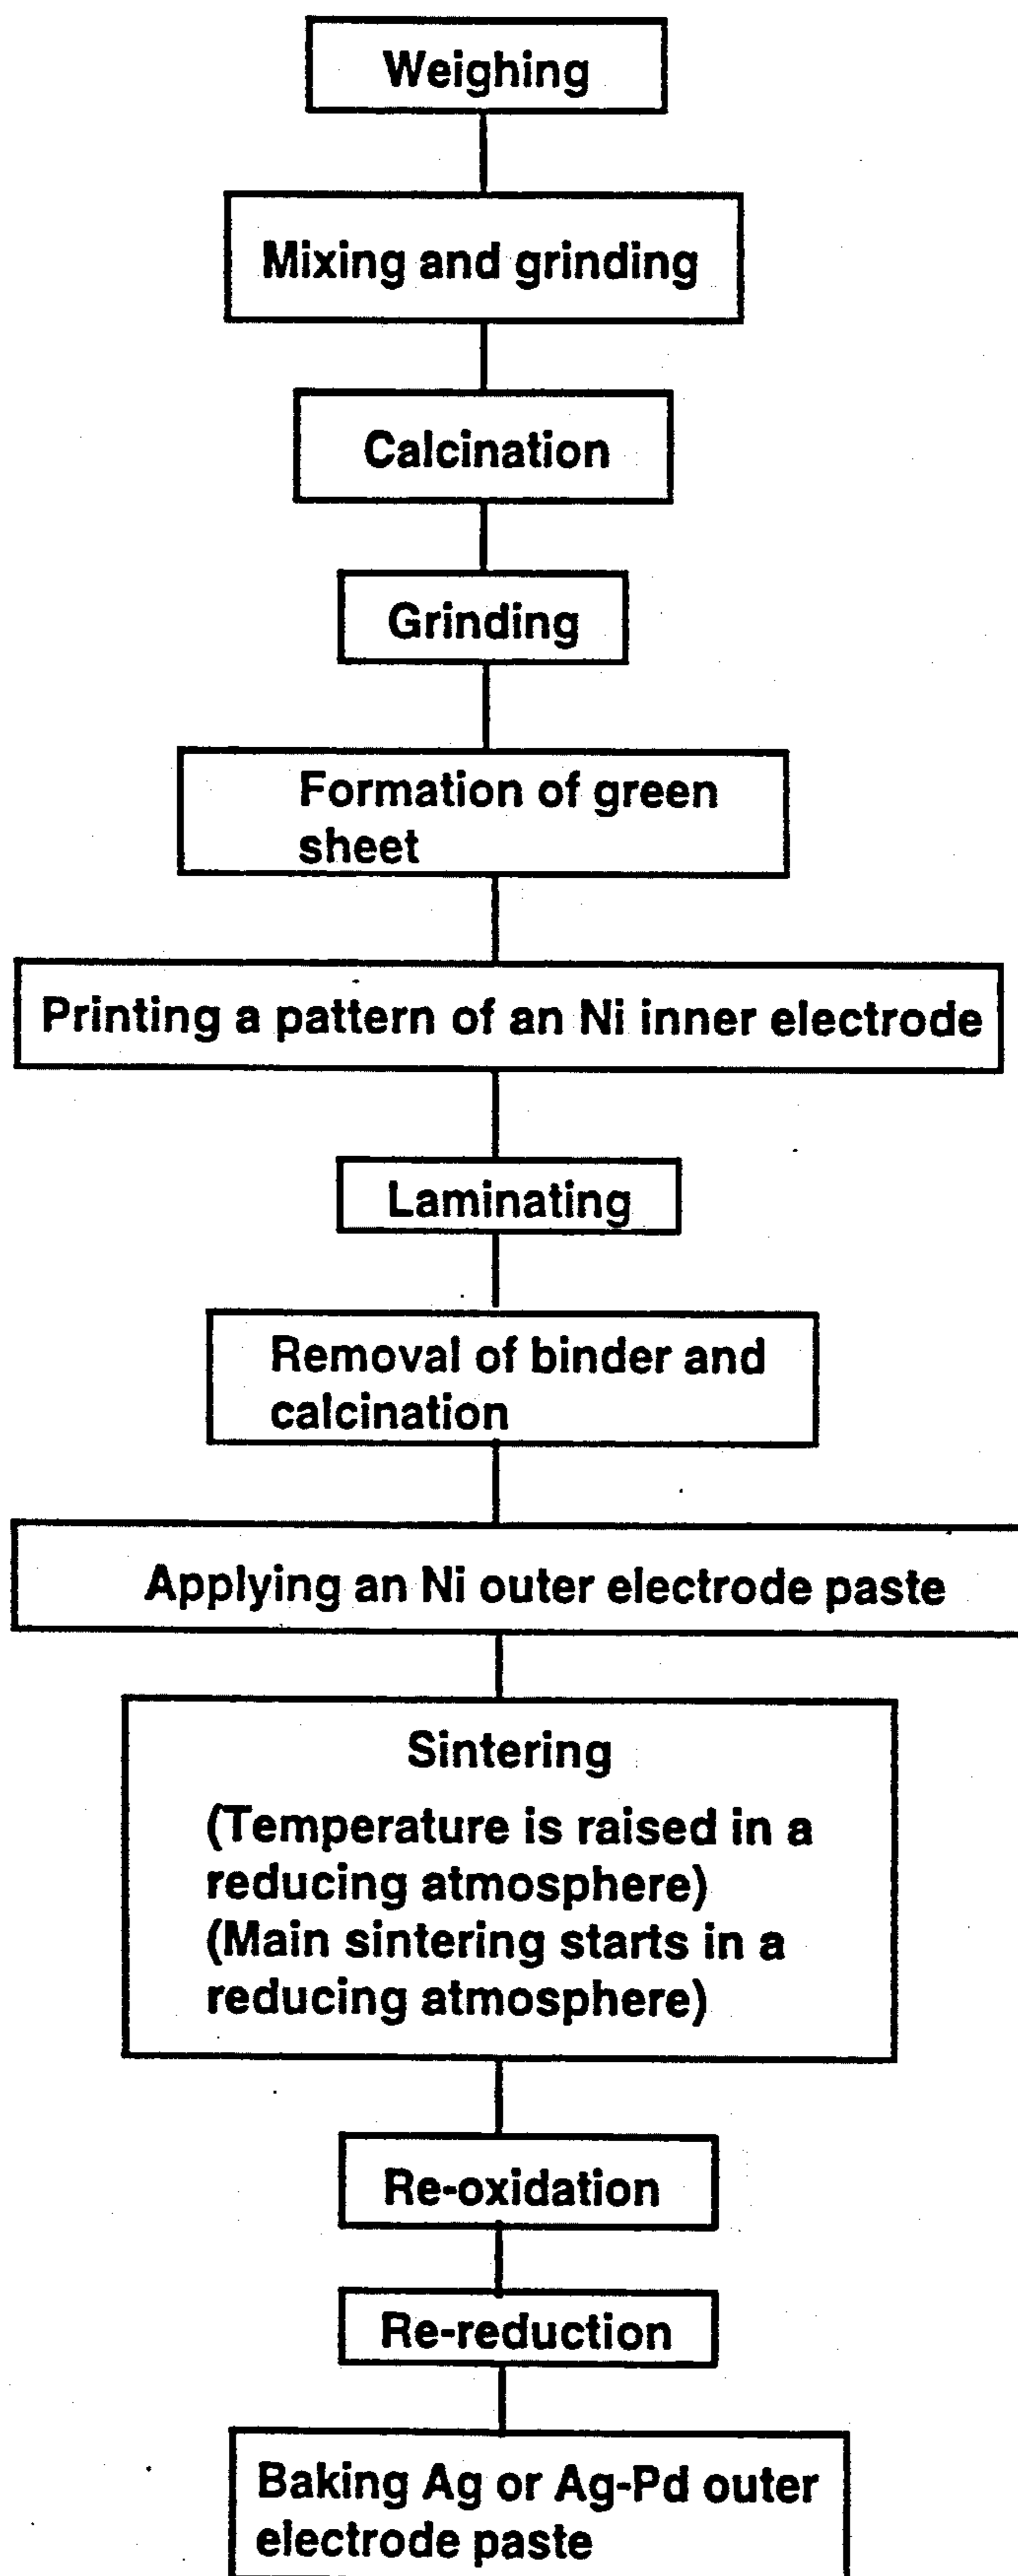 Weighing
Mixing and grinding
Calcination
Grinding
Formation of green
sheet
Printing a pattern of an Ni inner electrode
Laminating
Removal of binder and
calcination
Applying an Ni outer electrode paste
Sintering
(Temperature is raised in a
reducing atmosphere)
(Main sintering starts in a
reducing atmosphere)
Re-oxidation
Re-reduction
Baking Ag or Ag-Pd outer
electrode paste